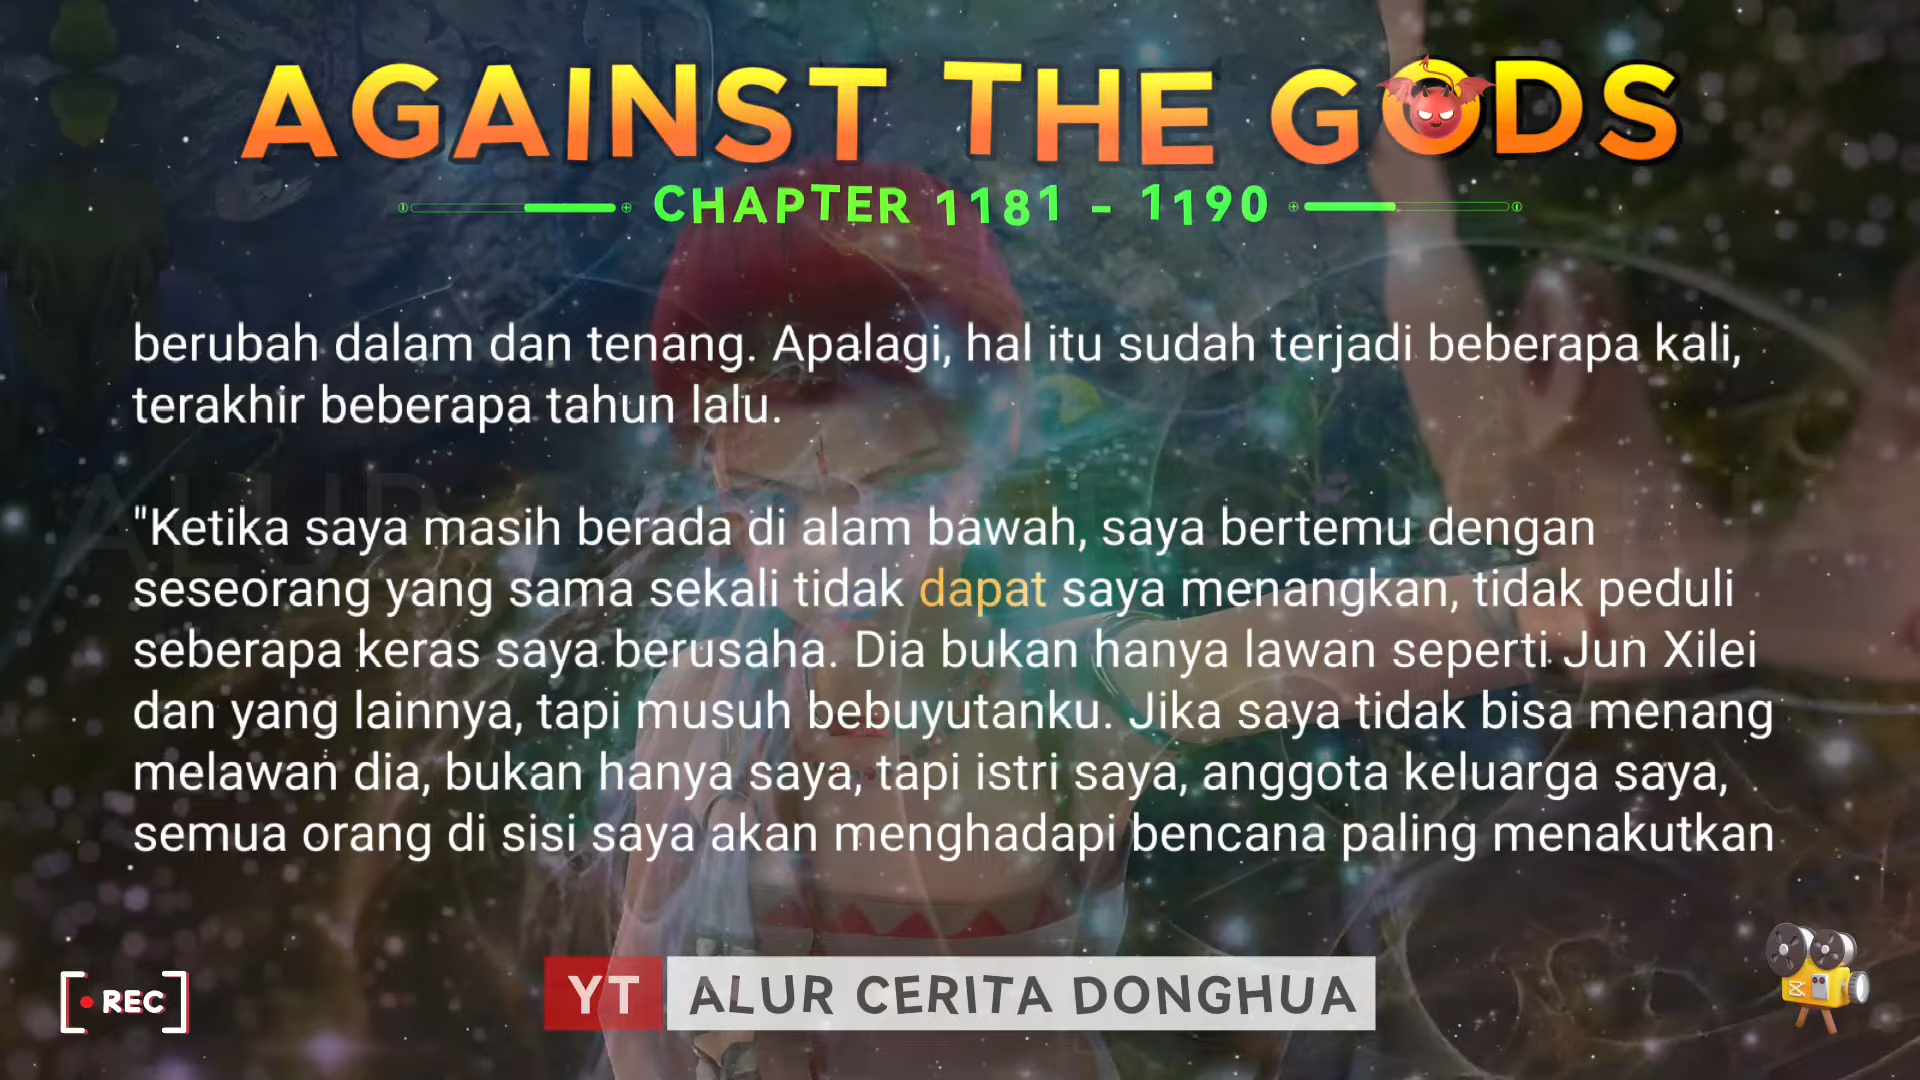 AGAINST THE GODS
CHAPTER 1181 - 1190
berubah dalam dan tenang. Apalagi, hal itu sudah terjadi beberapa kali,
terakhir beberapa tahun lalu.
"Ketika saya masih berada di alam bawah, saya bertemu dengan
seseorang yang sama sekali tidak dapat saya menangkan, tidak peduli
seberapa keras saya berusaha. Dia bukan hanya lawan seperti Jun Xilei
dan yang lainnya, tapi musuh bebuyutanku. Jika saya tidak bisa menang
melawan dia, bukan hanya saya, tapi istri saya, anggota keluarga saya,
semua orang di sisi saya akan menghadapi bencana paling menakutkan
REC
YT ALUR CERITA DONGHUA